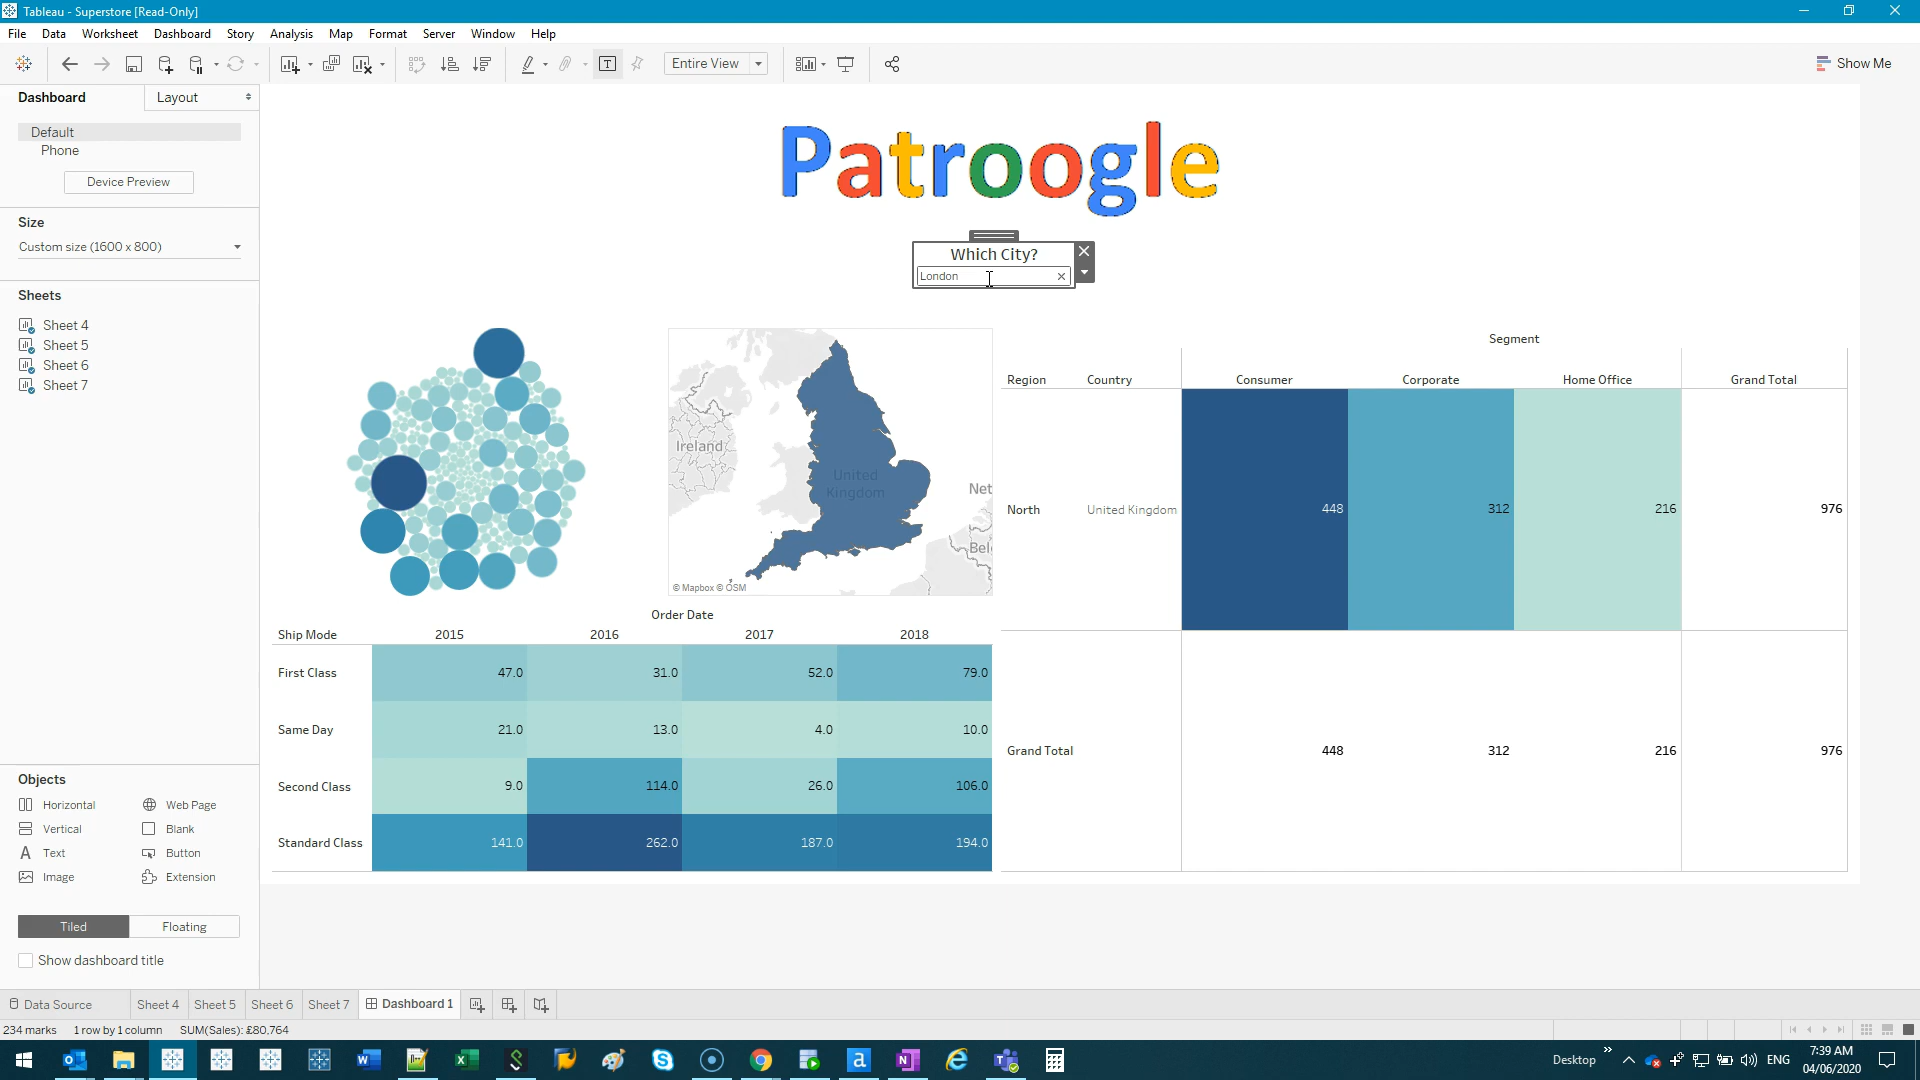 Tableau - Superstore [Read-Only]
File Data Worksheet Dashboard Story Analysis Map Format Server Window Help
Entire View
Show Me
Dashboard
Layout
Default
Phone
Device Preview
Size
Custom size (1600 x 800)
Sheets
Sheet 4
Sheet 5
Sheet 6
Sheet 7
Patroogle
Which City?
London
Ireland
United
Kingdom
Net
Bel
© Mapbox © OSM
Segment
Region Country Consumer Corporate Home Office Grand Total
North United Kingdom 448 312 216 976
Grand Total 448 312 216 976
Order Date
Ship Mode 2015 2016 2017 2018
First Class 47.0 31.0 52.0 79.0
Same Day 21.0 13.0 4.0 10.0
Second Class 9.0 114.0 26.0 106.0
Standard Class 141.0 262.0 187.0 194.0
Objects
Horizontal Web Page
Vertical Blank
Text Button
Image Extension
Tiled Floating
Show dashboard title
Data Source Sheet 4 Sheet 5 Sheet 6 Sheet 7 Dashboard 1
234 marks 1 row by 1 column SUM(Sales): £80,764
Desktop ENG 7:39 AM
04/06/2020